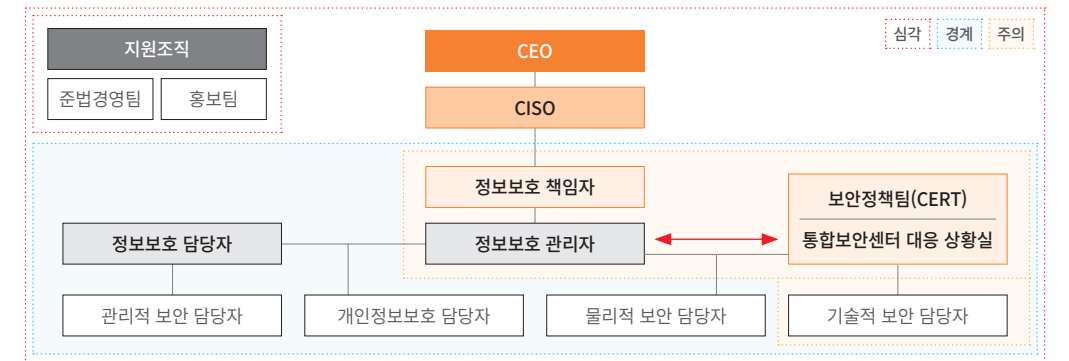 지원조직
준법경영팀
홍보팀
CEO
CISO
심각
경계
주의
정보보호 책임자
정보보호 담당자
정보보호 관리자
보안정책팀(CERT)
통합보안센터 대응 상황실
관리적 보안 담당자
개인정보보호 담당자
물리적 보안 담당자
기술적 보안 담당자